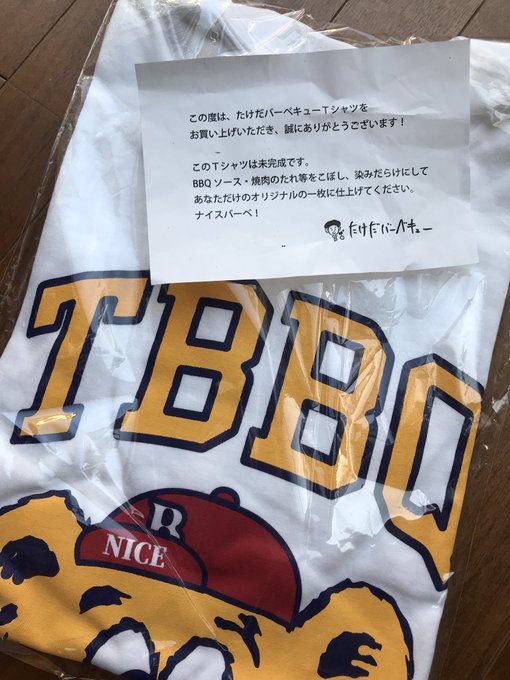 この度は、たけだバーベキューTシャツを
お買い上げいただき、誠にありがとうございます！
このTシャツは未完成です。
BBQソース・焼肉のたれ等をこぼし、染みだらけにして
あなただけのオリジナルの一枚に仕上げてください。
ナイスバーベ！
たけだバーベキュー
TBBQ
B
NICE